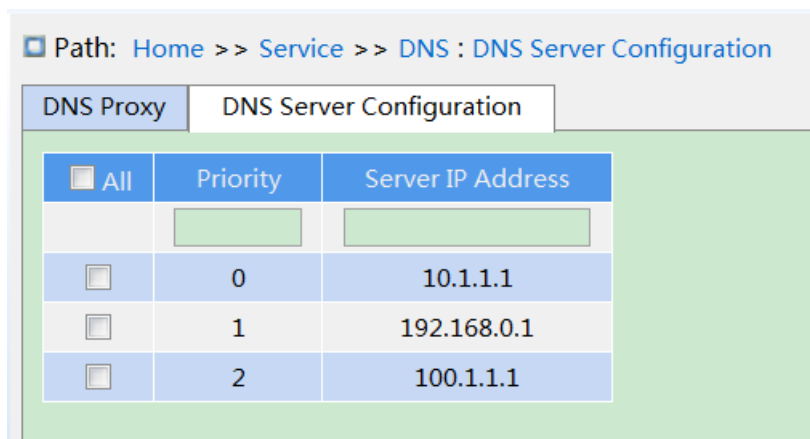 Path: Home >> Service >> DNS : DNS Server Configuration
DNS Proxy DNS Server Configuration
All Priority Server IP Address
0 10.1.1.1
1 192.168.0.1
2 100.1.1.1